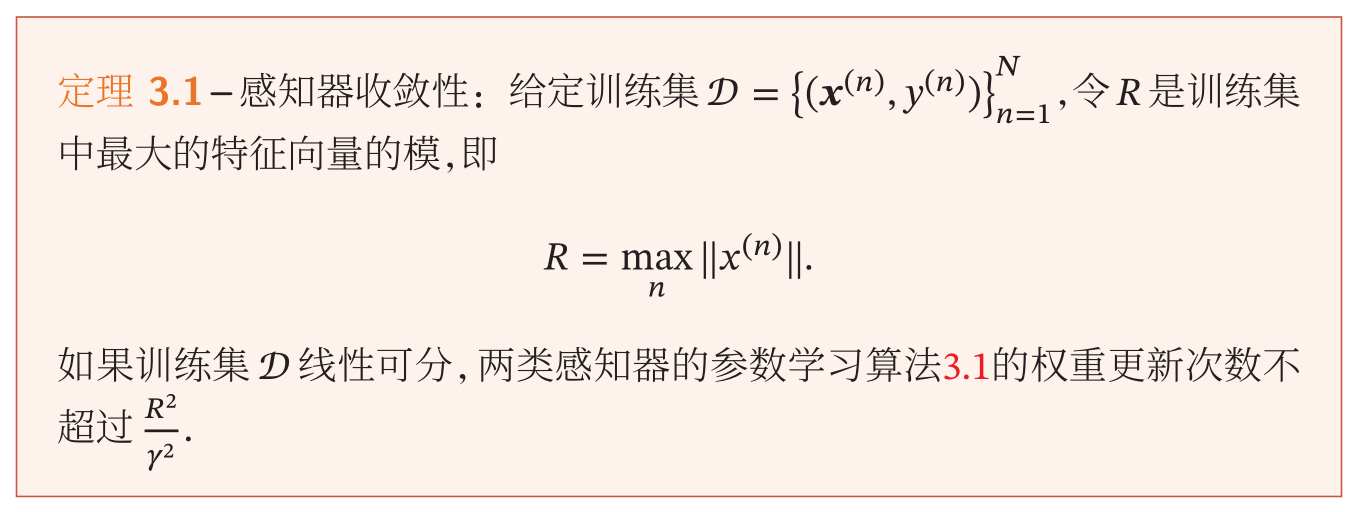 定理 3.1 – 感知器收敛性：给定训练集 𝒟 = {(𝒙^(n), y^(n))}_{n=1}^N , 令 R 是训练集
中最大的特征向量的模, 即
R = max_n ‖x^(n)‖.
如果训练集 𝒟 线性可分, 两类感知器的参数学习算法3.1的权重更新次数不
超过 R²/γ² .